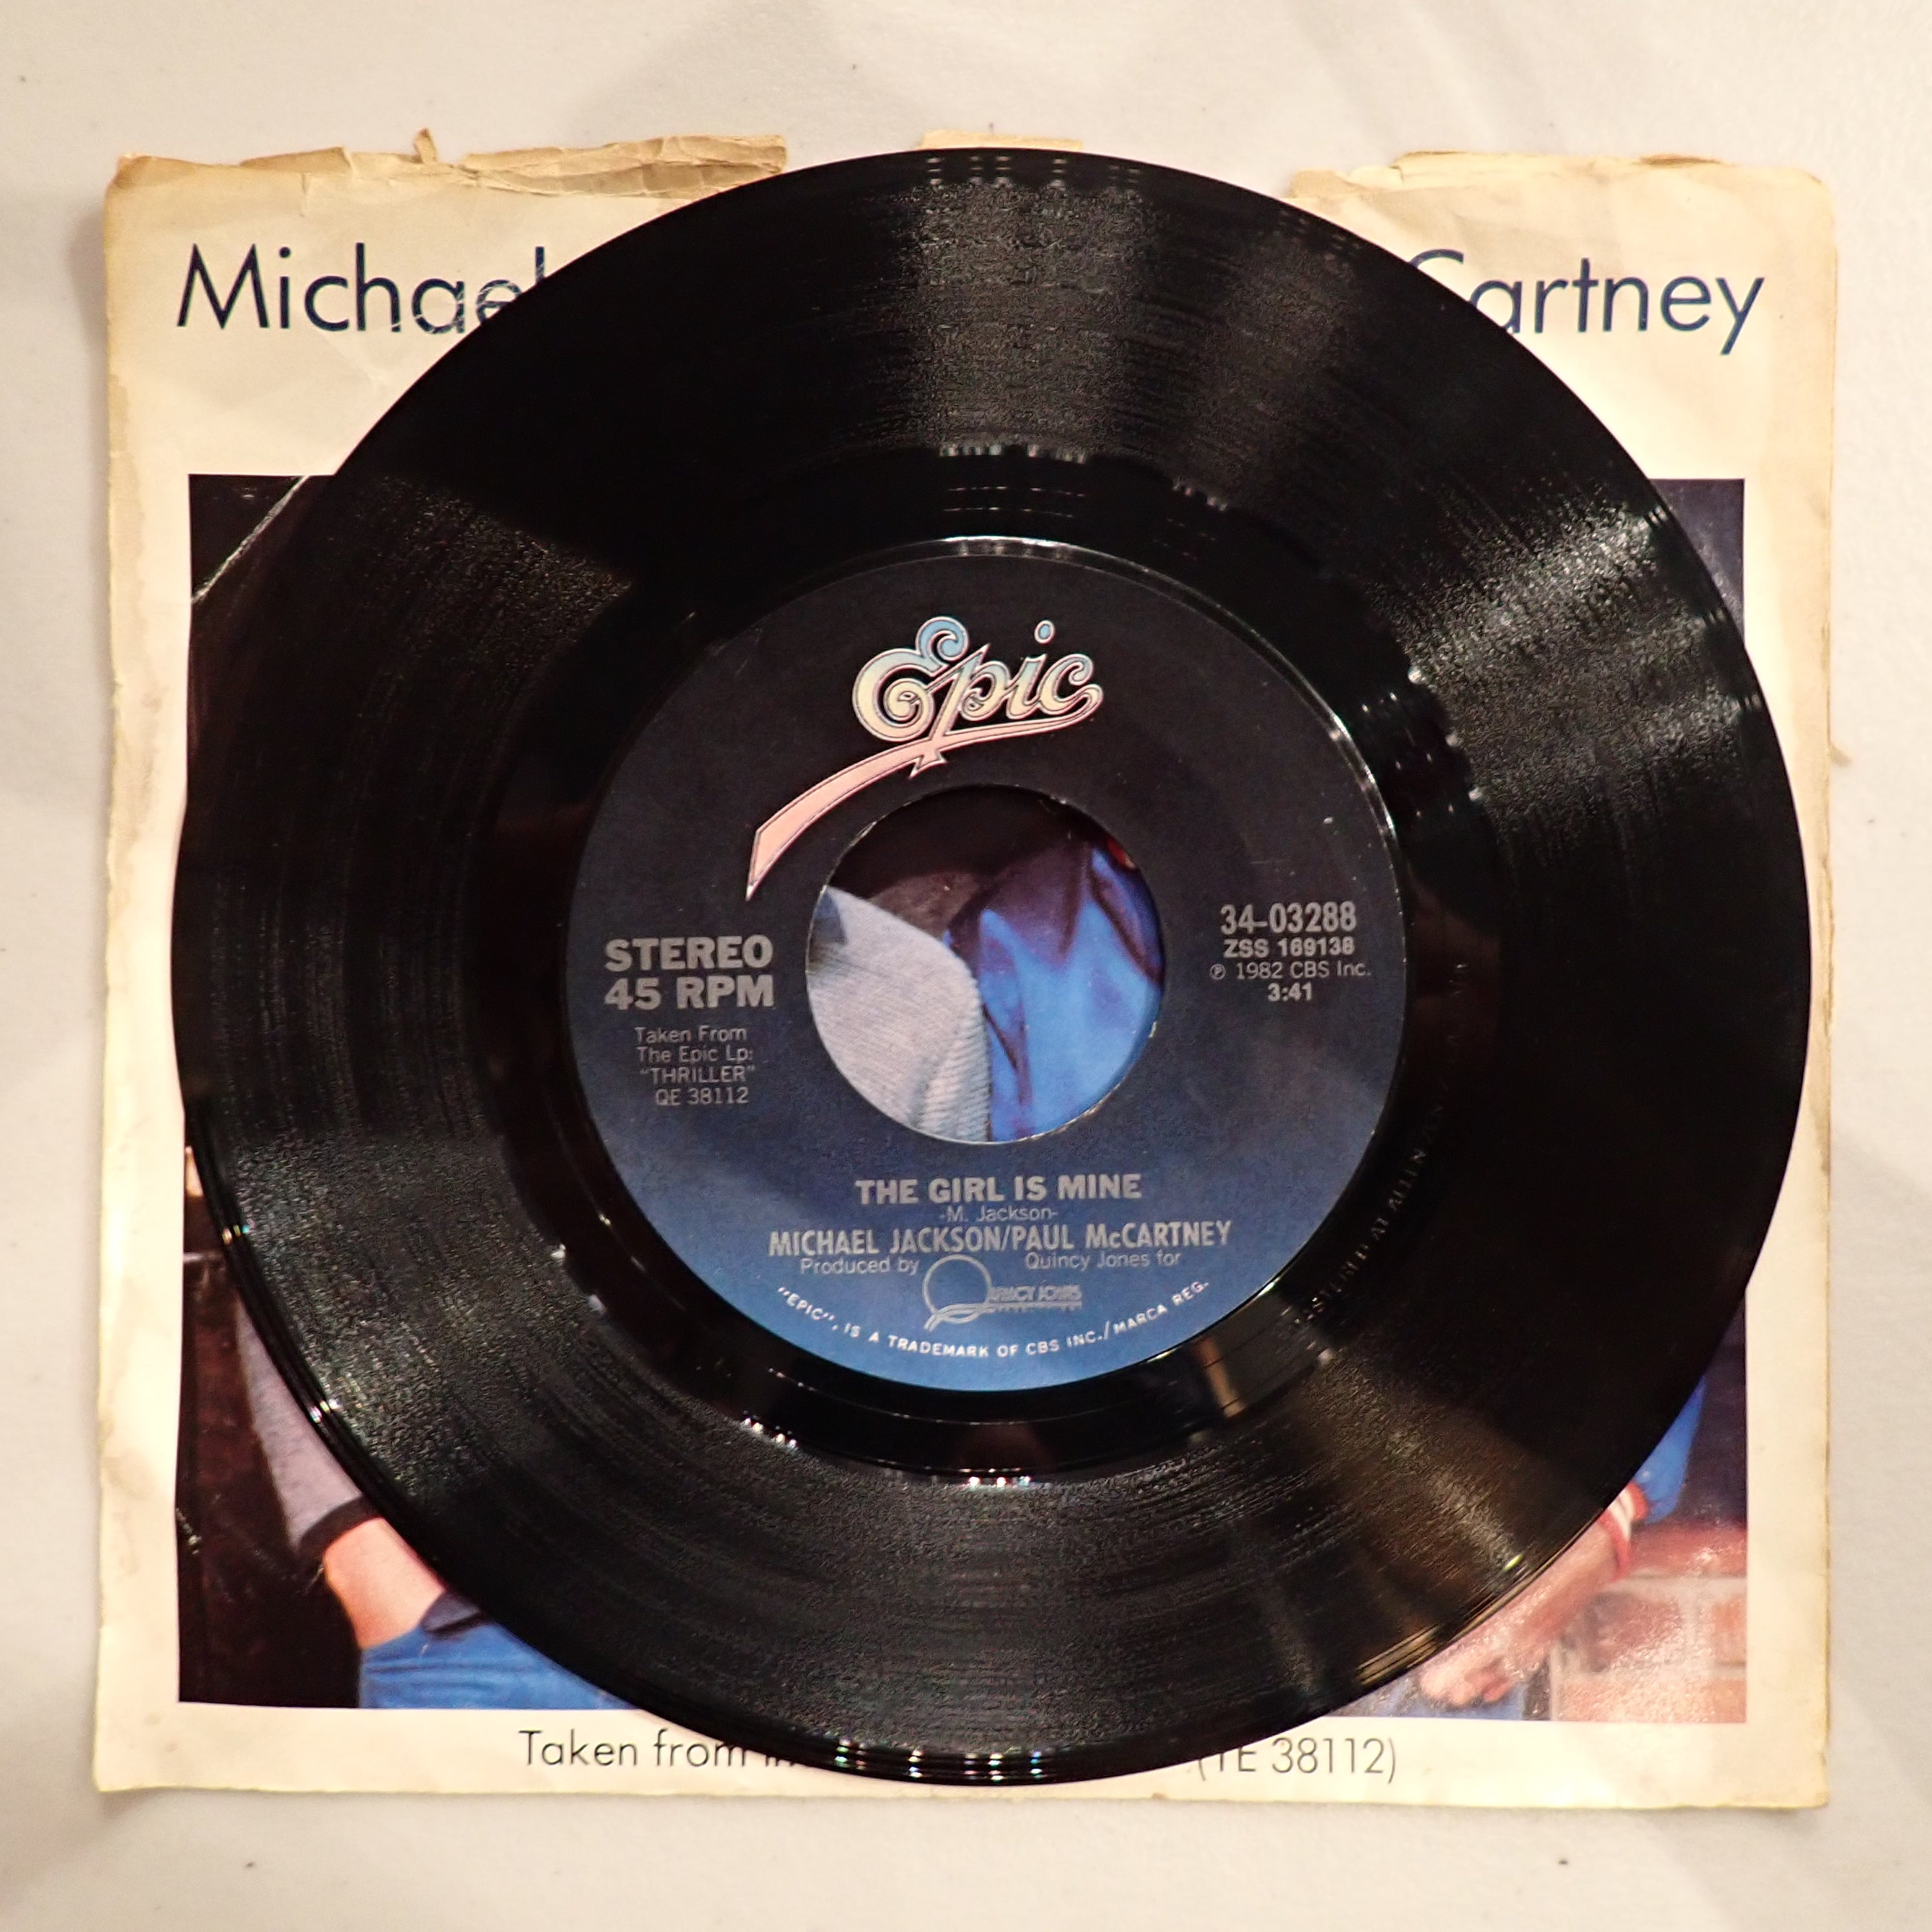 Michael
Cartney
Epic
STEREO
45 RPM
Taken From
The Epic Lp:
"THRILLER"
QE 38112
34-03288
ZSS 169138
℗ 1982 CBS Inc.
3:41
THE GIRL IS MINE
-M. Jackson-
MICHAEL JACKSON/PAUL McCARTNEY
Produced by Quincy Jones for
QUINCY JONES
"EPIC", IS A TRADEMARK OF CBS INC./MARCA REG.
Taken from (TE 38112)